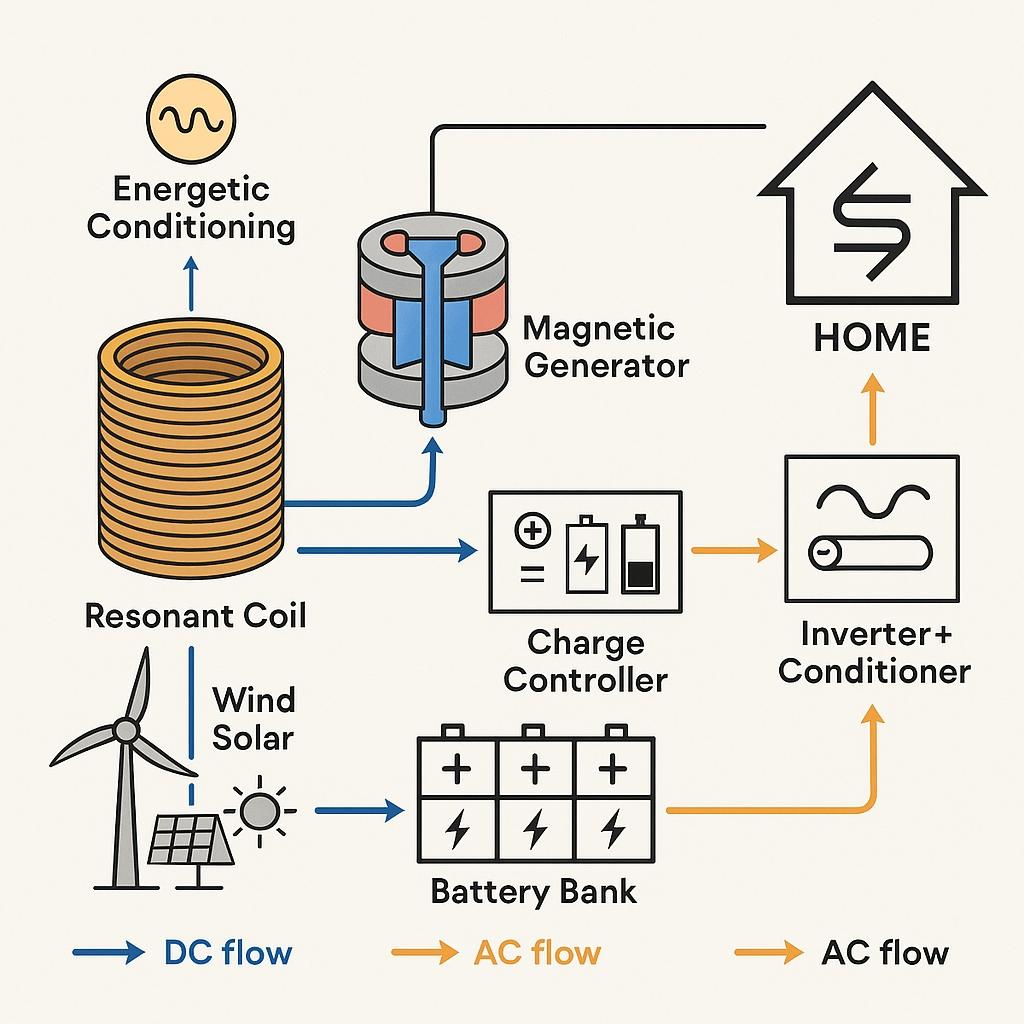 Energetic
Conditioning
Magnetic
Generator
HOME
Resonant Coil
Charge
Controller
Inverter+
Conditioner
Wind
Solar
Battery Bank
DC flow
AC flow
AC flow